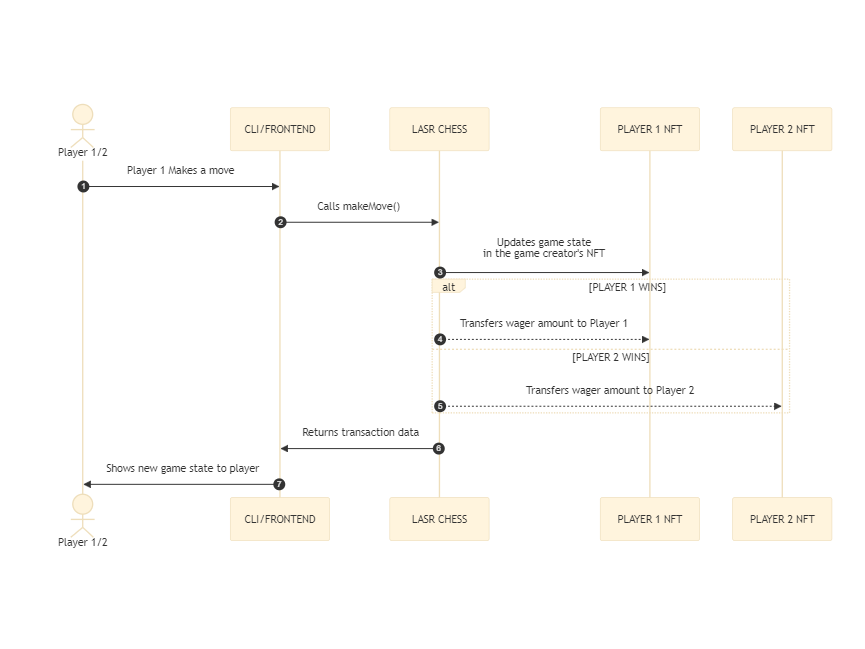 CLI/FRONTEND
LASR CHESS
PLAYER 1 NFT
PLAYER 2 NFT
Player 1/2
Player 1 Makes a move
1
Calls makeMove()
2
Updates game state
in the game creator's NFT
3
alt
[PLAYER 1 WINS]
Transfers wager amount to Player 1
4
[PLAYER 2 WINS]
Transfers wager amount to Player 2
5
Returns transaction data
6
Shows new game state to player
7
CLI/FRONTEND
LASR CHESS
PLAYER 1 NFT
PLAYER 2 NFT
Player 1/2